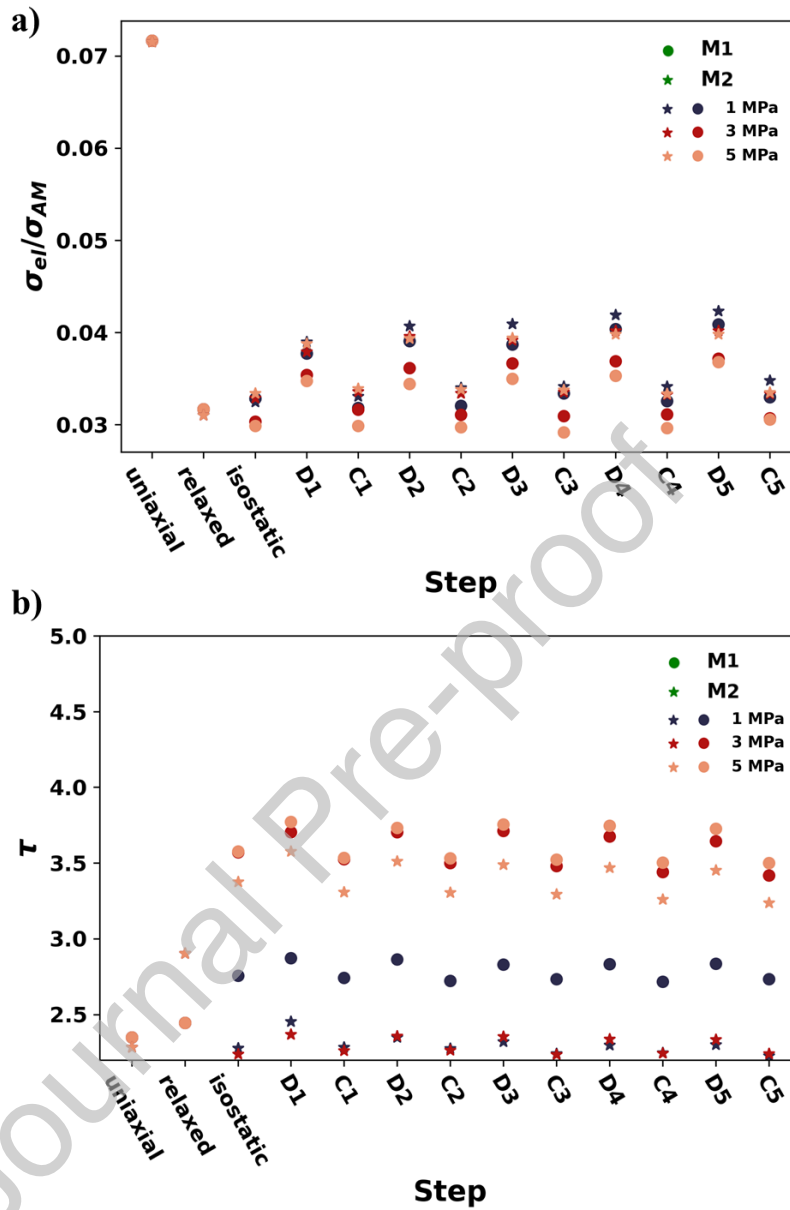 a)
M1
M2
1 MPa
3 MPa
5 MPa
0.07
0.06
0.05
0.04
0.03
σel/σAM
uniaxial
relaxed
isostatic
D1
C1
D2
C2
D3
C3
D4
C4
D5
C5
Step
b)
M1
M2
1 MPa
3 MPa
5 MPa
5.0
4.5
4.0
3.5
3.0
2.5
τ
uniaxial
relaxed
isostatic
D1
C1
D2
C2
D3
C3
D4
C4
D5
C5
Step
Journal Pre-proof